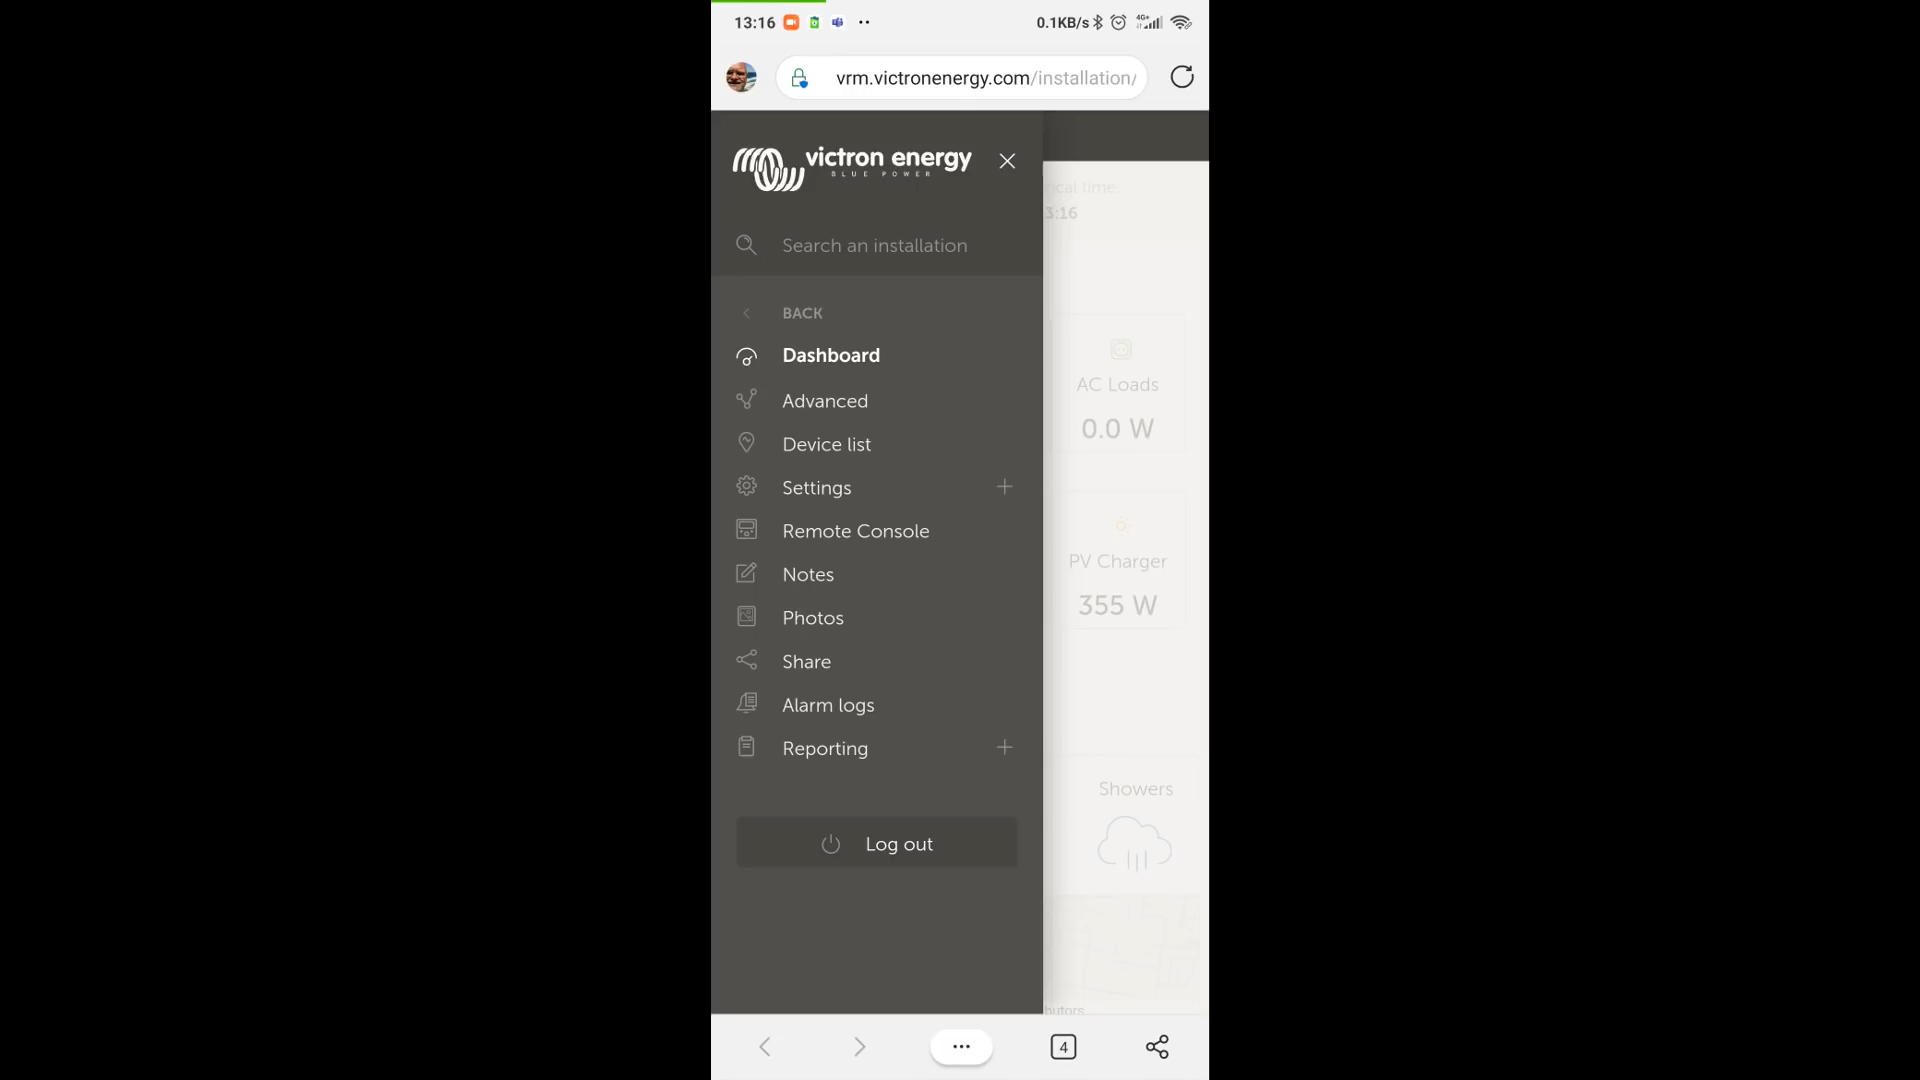 13:16
0.1KB/s
4G+
vrm.victronenergy.com/installation/
victron energy
BLUE POWER
Search an installation
BACK
Dashboard
Advanced
Device list
Settings
Remote Console
Notes
Photos
Share
Alarm logs
Reporting
Log out
rical time:
3:16
AC Loads
0.0 W
PV Charger
355 W
Showers
butors
4